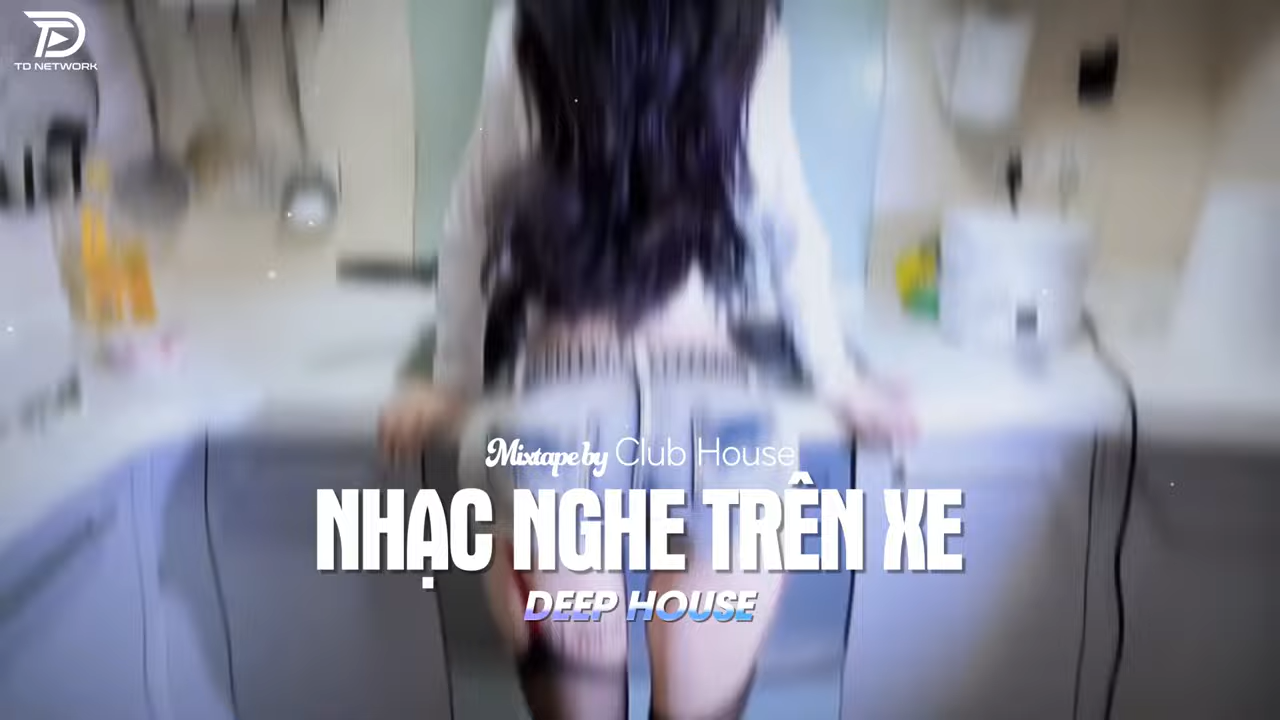 TD NETWORK
Mixtape by Club House
NHẠC NGHE TRÊN XE
DEEP HOUSE